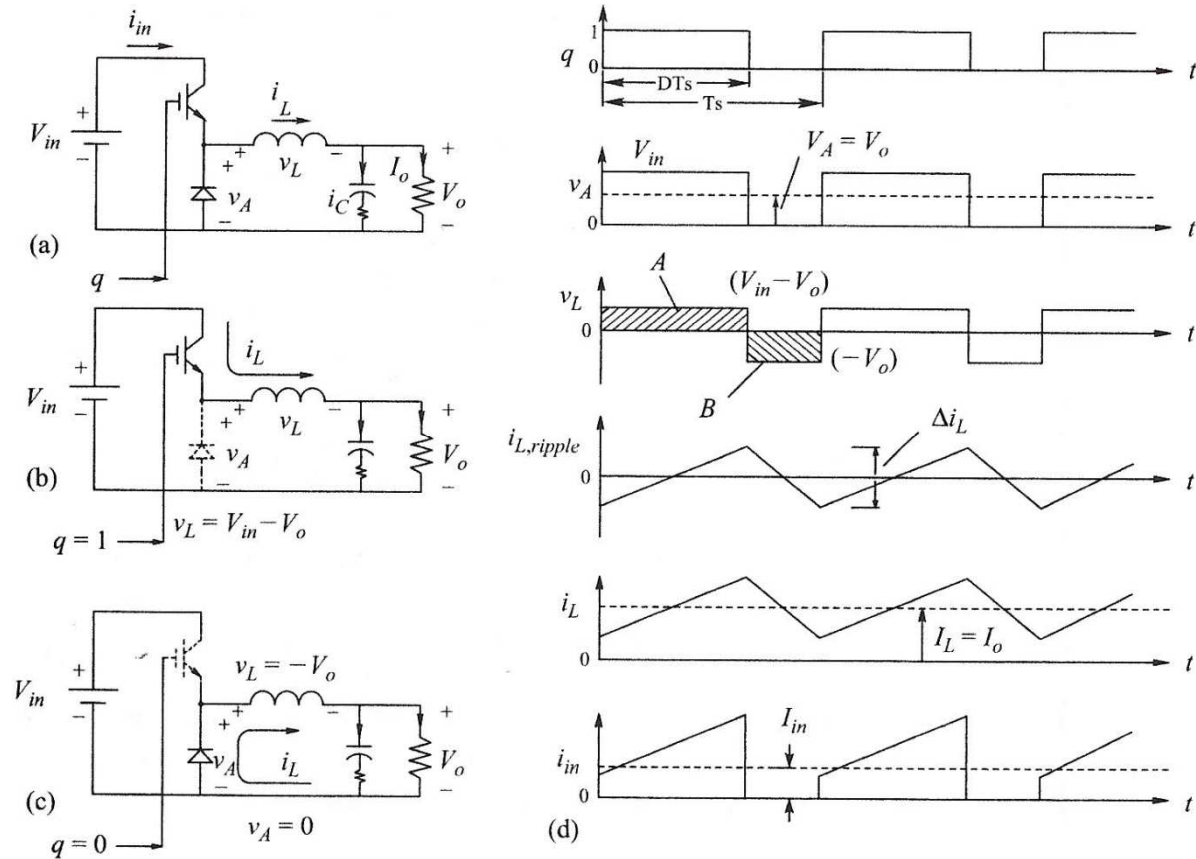 i_in
i_L
+
V_in
−
+ v_L −
+
v_A
−
i_C
I_o
+
V_o
−
(a)
q
i_L
+
V_in
−
+ v_L −
+
v_A
−
+
V_o
−
(b)
q = 1
v_L = V_in − V_o
v_L = −V_o
+
V_in
−
+ −
+
v_A
−
i_L
+
V_o
−
(c)
v_A = 0
q = 0
1
q
0
t
DTs
Ts
V_in
V_A = V_o
v_A
0
t
A
(V_in − V_o)
v_L
0
t
(−V_o)
B
i_L,ripple
Δi_L
0
t
i_L
I_L = I_o
0
t
I_in
i_in
0
t
(d)